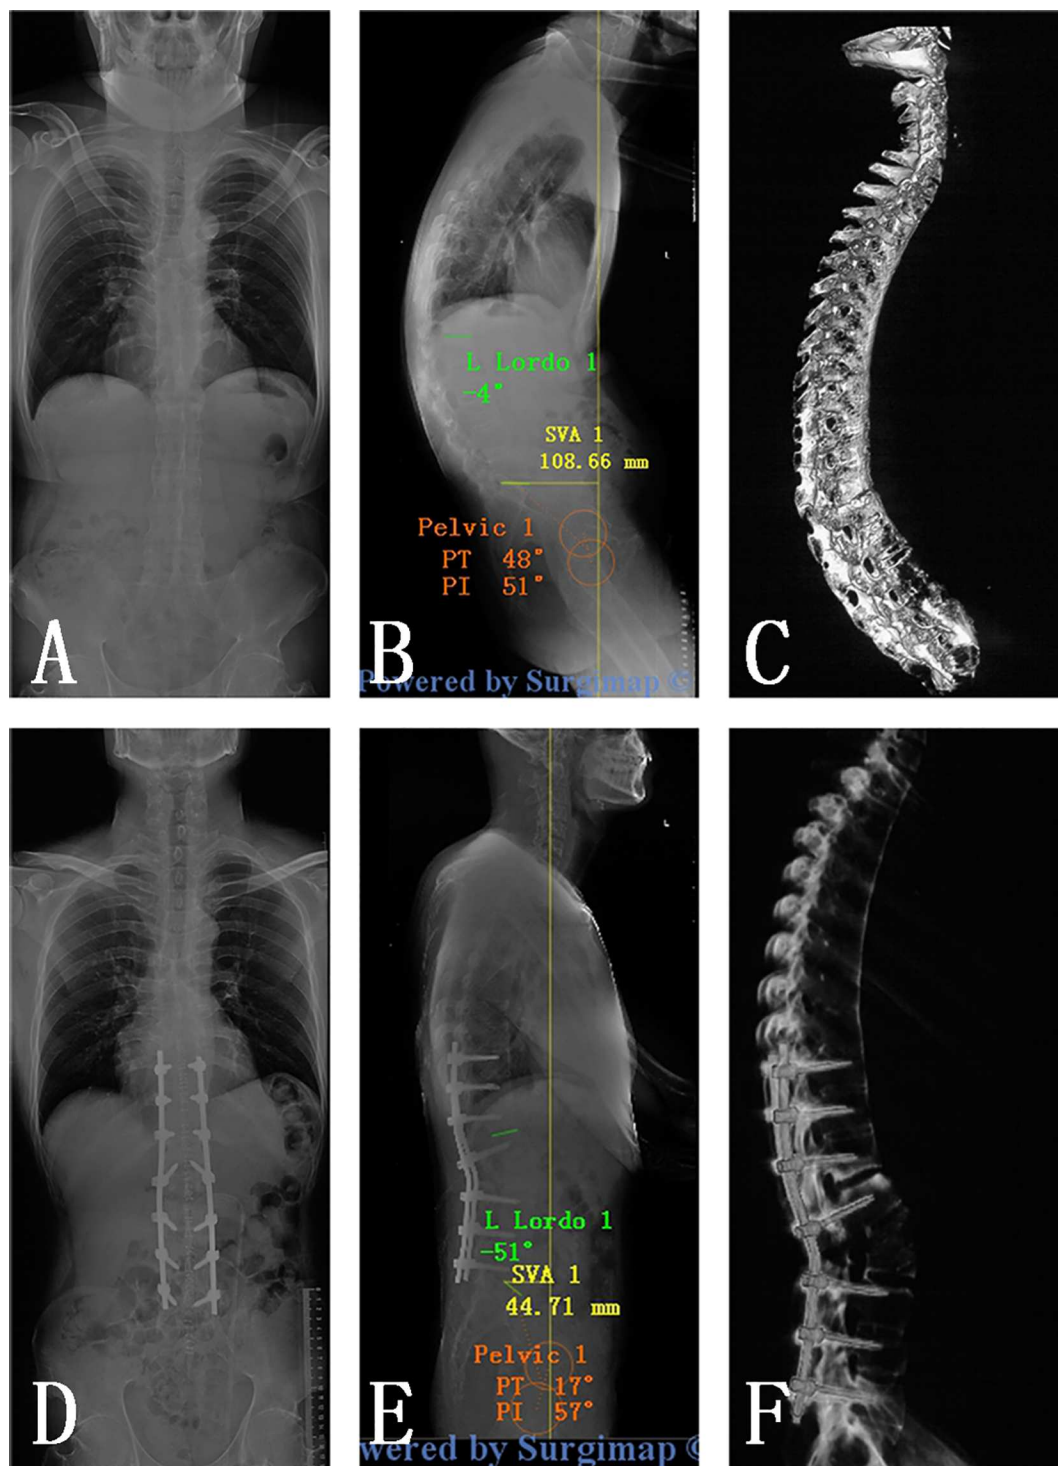 A
L
L Lordo 1
-4°
SVA 1
108.66 mm
Pelvic 1
PT 48°
PI 51°
B
Powered by Surgimap ©
C
D
L
L Lordo 1
-51°
SVA 1
44.71 mm
Pelvic 1
PT 17°
PI 57°
E
wered by Surgimap ©
F